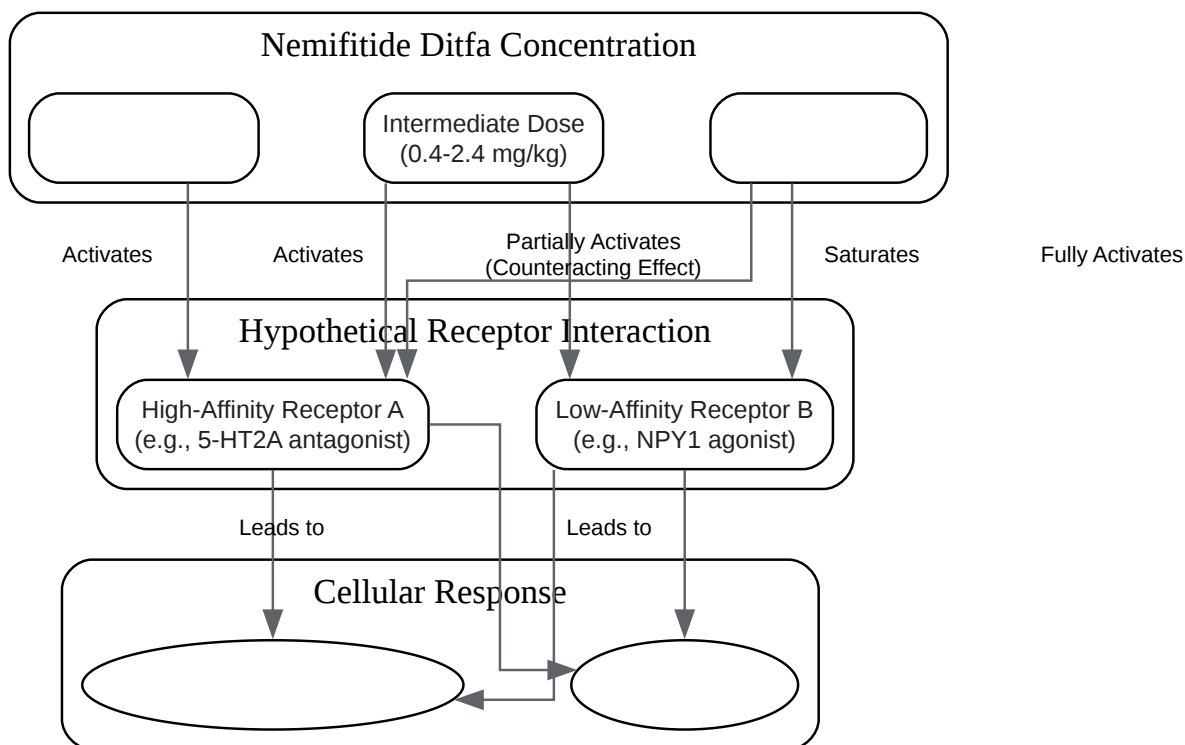 Nemifitide Ditfa Concentration
Intermediate Dose
(0.4-2.4 mg/kg)
Activates
Activates
Partially Activates
(Counteracting Effect)
Saturates
Fully Activates
Hypothetical Receptor Interaction
High-Affinity Receptor A
(e.g., 5-HT2A antagonist)
Low-Affinity Receptor B
(e.g., NPY1 agonist)
Leads to
Leads to
Cellular Response